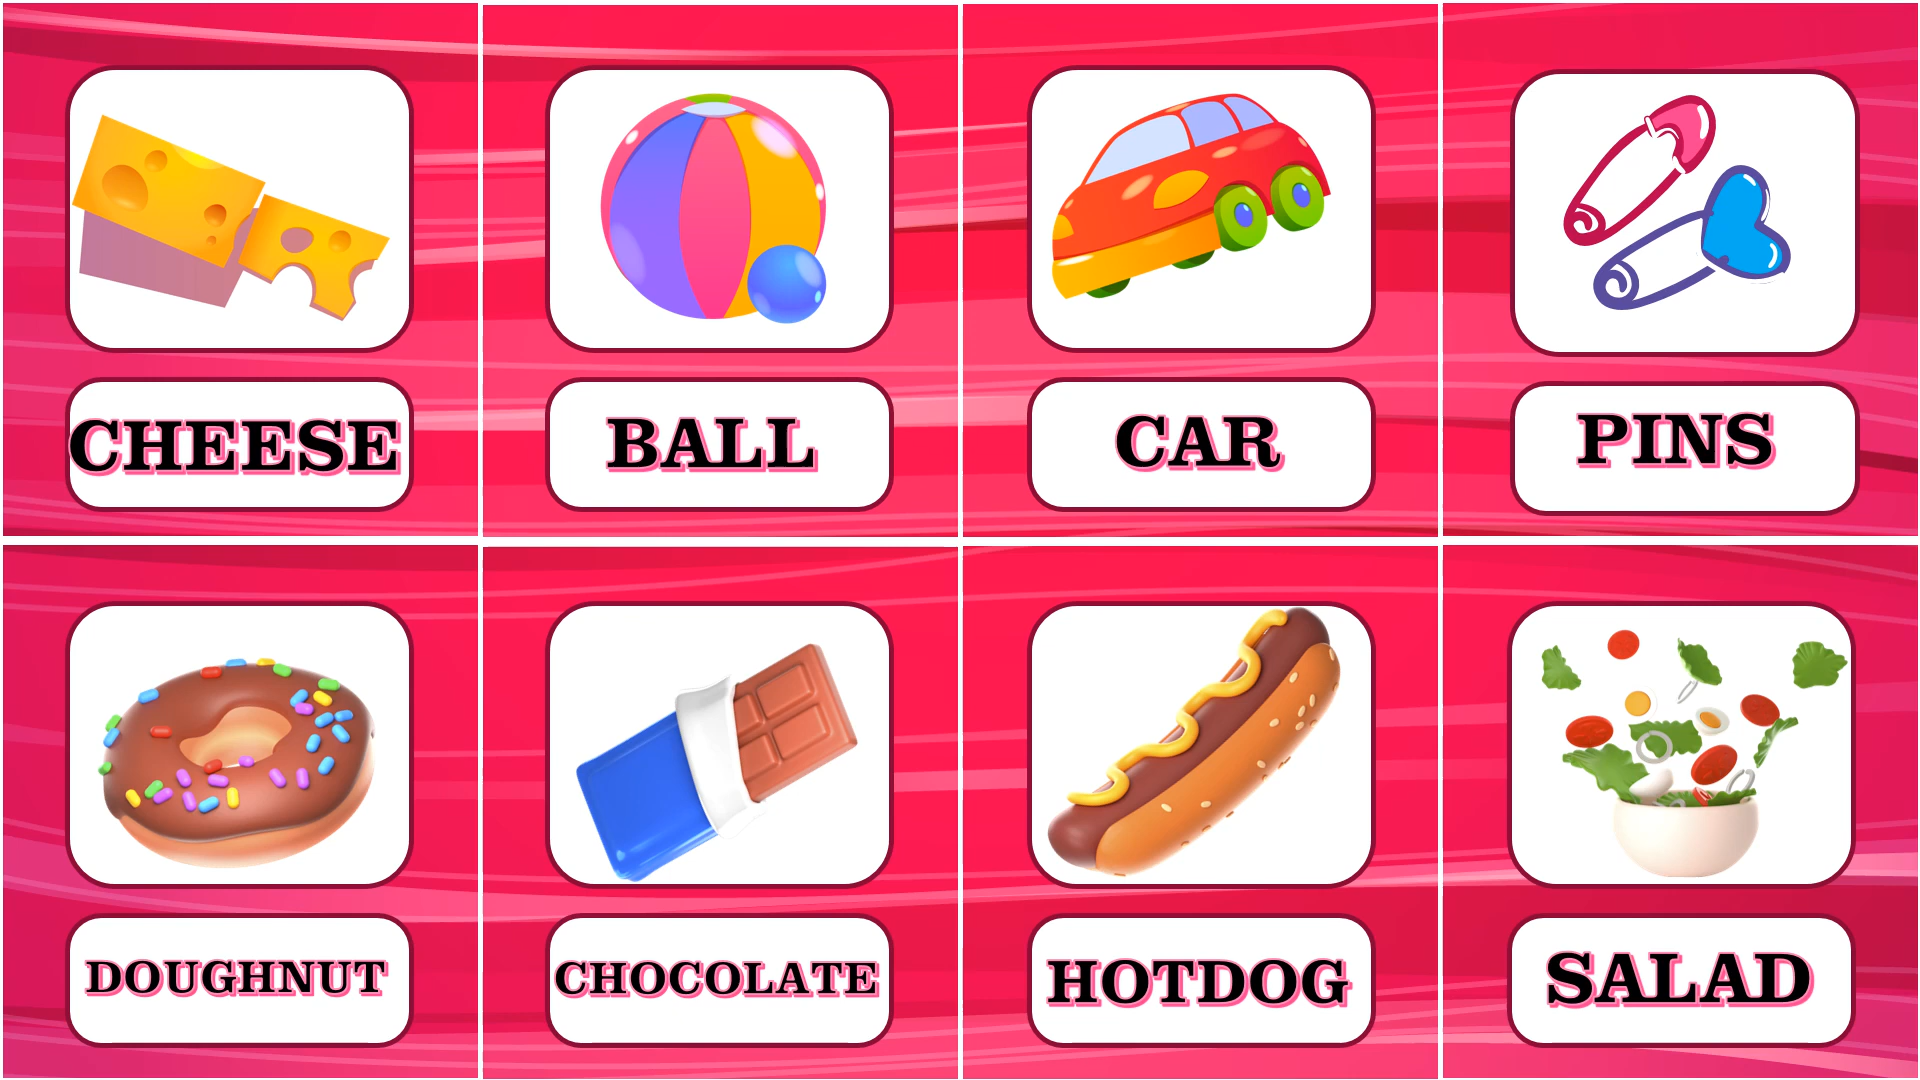 CHEESE
BALL
CAR
PINS
DOUGHNUT
CHOCOLATE
HOTDOG
SALAD